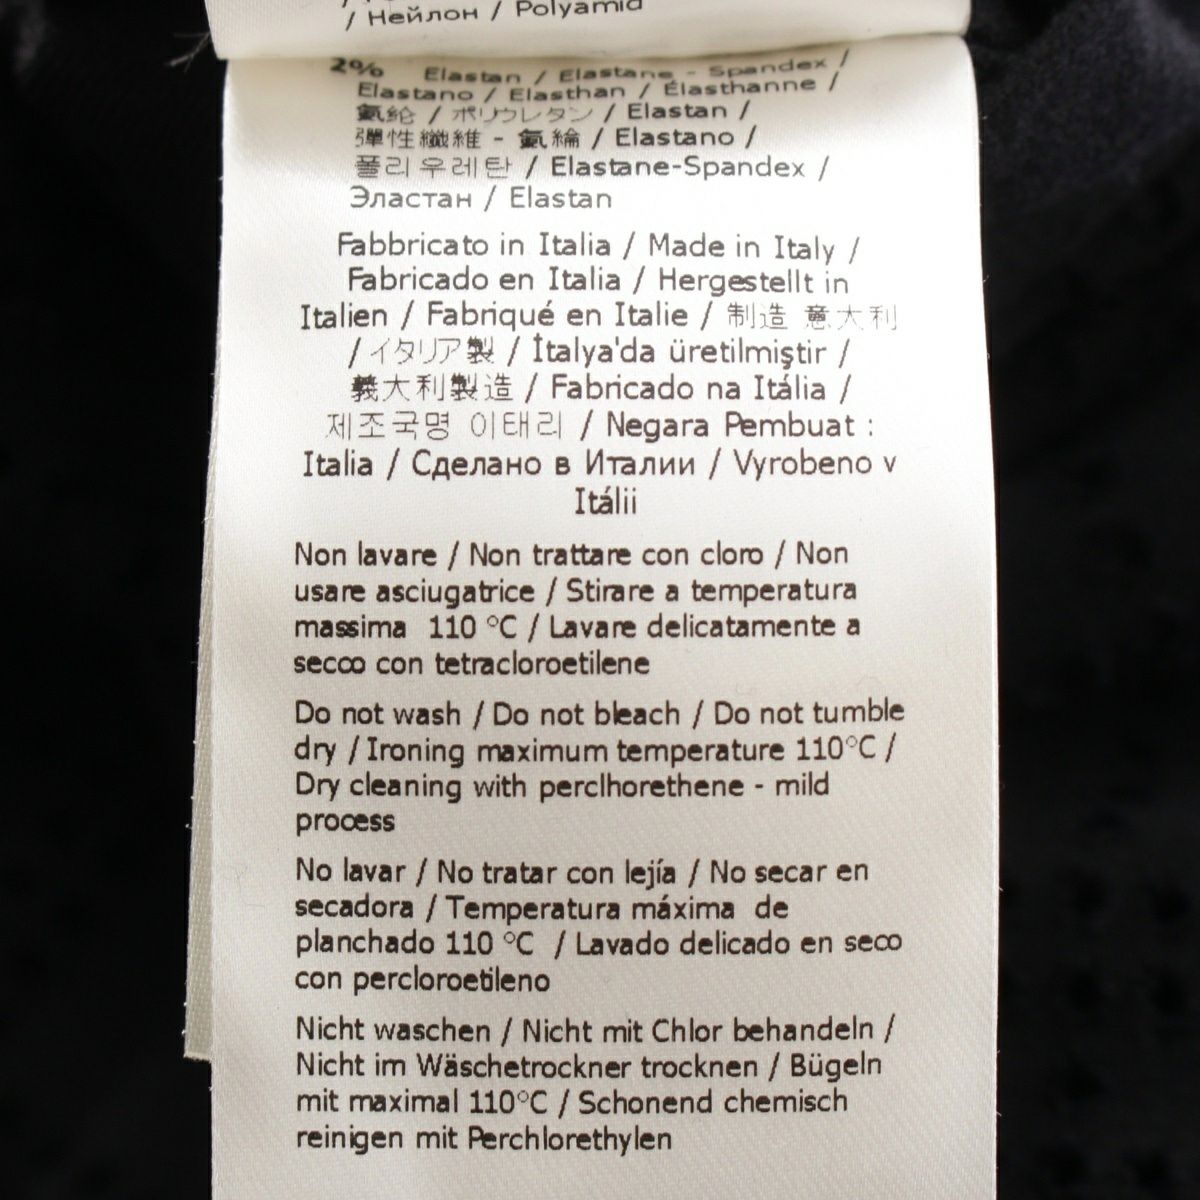 / Нейлон / Polyamid
2% Elastan / Elastane - Spandex /
Elastano / Elasthan / Élasthanne /
氨纶 / ポリウレタン / Elastan /
彈性纖維 - 氨綸 / Elastano /
폴리우레탄 / Elastane-Spandex /
Эластан / Elastan
Fabbricato in Italia / Made in Italy /
Fabricado en Italia / Hergestellt in
Italien / Fabriqué en Italie / 制造 意大利
/ イタリア製 / İtalya'da üretilmiştir /
義大利製造 / Fabricado na Itália /
제조국명 이태리 / Negara Pembuat :
Italia / Сделано в Италии / Vyrobeno v
Itálii
Non lavare / Non trattare con cloro / Non
usare asciugatrice / Stirare a temperatura
massima 110 °C / Lavare delicatamente a
secco con tetracloroetilene
Do not wash / Do not bleach / Do not tumble
dry / Ironing maximum temperature 110°C /
Dry cleaning with perclhorethene - mild
process
No lavar / No tratar con lejía / No secar en
secadora / Temperatura máxima de
planchado 110 °C / Lavado delicado en seco
con percloroetileno
Nicht waschen / Nicht mit Chlor behandeln /
Nicht im Wäschetrockner trocknen / Bügeln
mit maximal 110°C / Schonend chemisch
reinigen mit Perchlorethylen